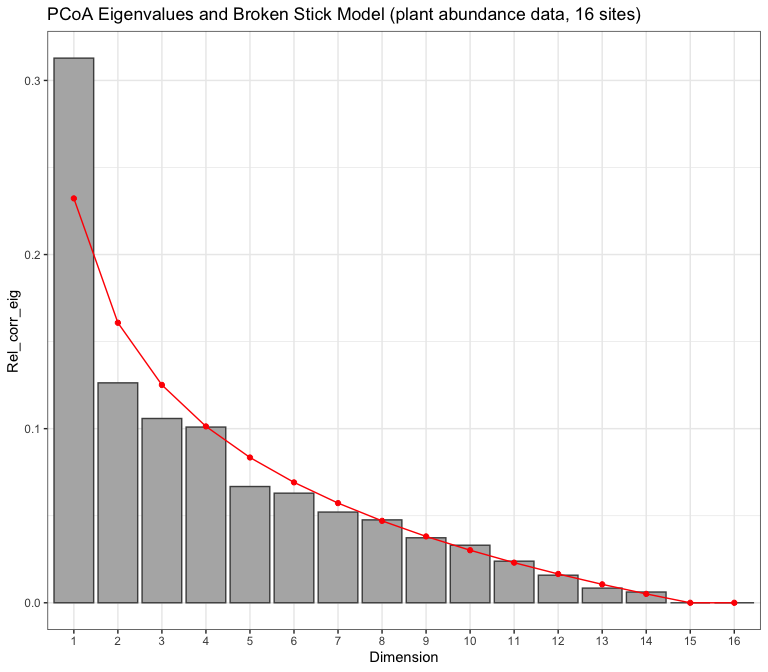 PCoA Eigenvalues and Broken Stick Model (plant abundance data, 16 sites)
Rel_corr_eig
0.3
0.2
0.1
0.0
1 2 3 4 5 6 7 8 9 10 11 12 13 14 15 16
Dimension